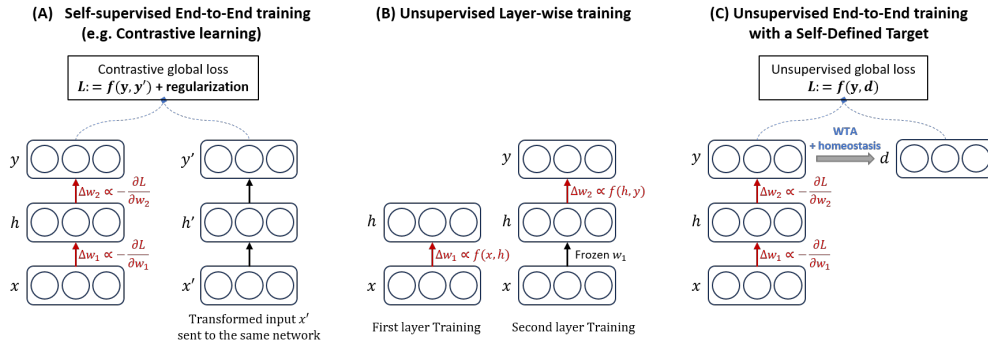 (A) Self-supervised End-to-End training
(e.g. Contrastive learning)
Contrastive global loss
L: = f(y, y′) + regularization
y
y′
Δw₂ ∝ − ∂L/∂w₂
h
h′
Δw₁ ∝ − ∂L/∂w₁
x
x′
Transformed input x′
sent to the same network
(B) Unsupervised Layer-wise training
y
Δw₂ ∝ f(h, y)
h
h
Δw₁ ∝ f(x, h)
Frozen w₁
x
x
First layer Training
Second layer Training
(C) Unsupervised End-to-End training
with a Self-Defined Target
Unsupervised global loss
L: = f(y, d)
WTA
+ homeostasis
y
d
Δw₂ ∝ − ∂L/∂w₂
h
Δw₁ ∝ − ∂L/∂w₁
x